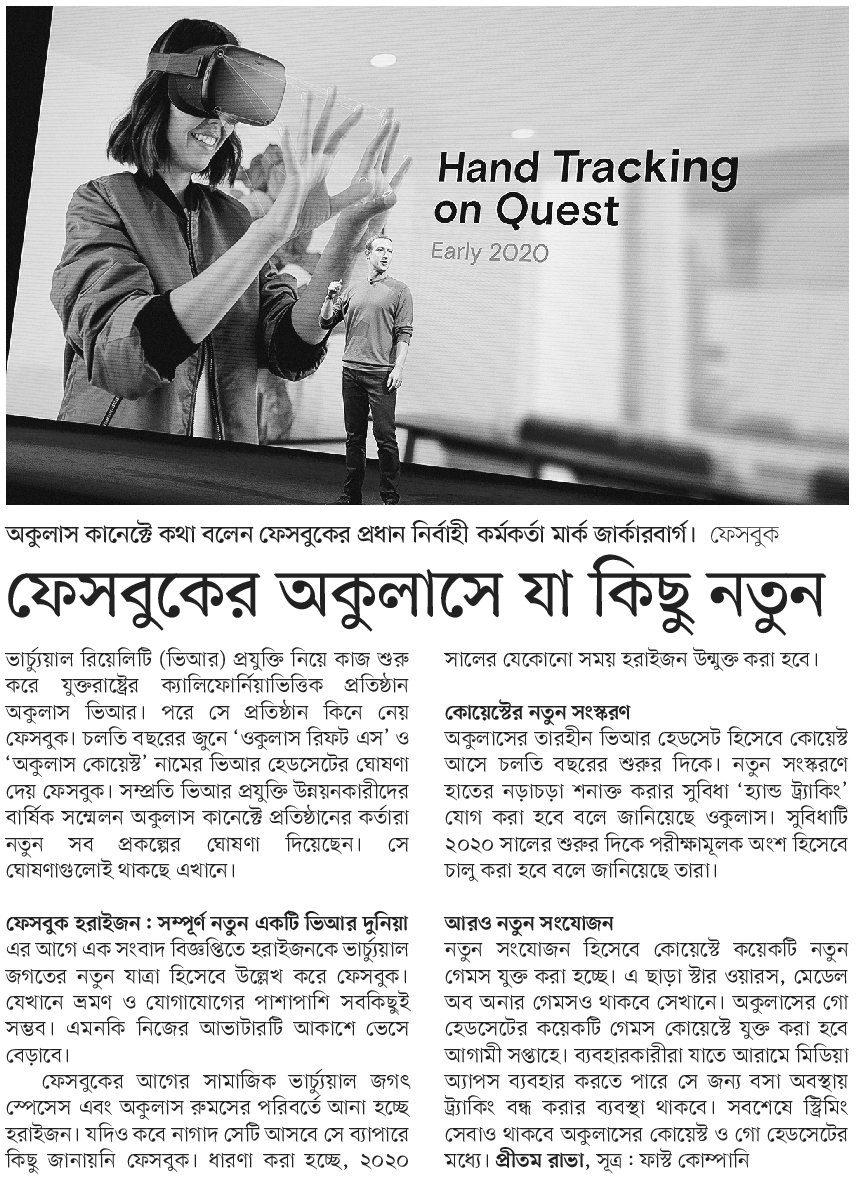 Hand Tracking
on Quest
Early 2020
অকুলাস কানেক্টে কথা বলেন ফেসবুকের প্রধান নির্বাহী কর্মকর্তা মার্ক জার্কারবার্গ। ফেসবুক
ফেসবুকের অকুলাসে যা কিছু নতুন
ভার্চ্যুয়াল রিয়েলিটি (ভিআর) প্রযুক্তি নিয়ে কাজ শুরু
করে যুক্তরাষ্ট্রের ক্যালিফোর্নিয়াভিত্তিক প্রতিষ্ঠান
অকুলাস ভিআর। পরে সে প্রতিষ্ঠান কিনে নেয়
ফেসবুক। চলতি বছরের জুনে ‘ওকুলাস রিফট এস’ ও
‘অকুলাস কোয়েস্ট’ নামের ভিআর হেডসেটের ঘোষণা
দেয় ফেসবুক। সম্প্রতি ভিআর প্রযুক্তি উন্নয়নকারীদের
বার্ষিক সম্মেলন অকুলাস কানেক্টে প্রতিষ্ঠানের কর্তারা
নতুন সব প্রকল্পের ঘোষণা দিয়েছেন। সে
ঘোষণাগুলোই থাকছে এখানে।
ফেসবুক হরাইজন : সম্পূর্ণ নতুন একটি ভিআর দুনিয়া
এর আগে এক সংবাদ বিজ্ঞপ্তিতে হরাইজনকে ভার্চ্যুয়াল
জগতের নতুন যাত্রা হিসেবে উল্লেখ করে ফেসবুক।
যেখানে ভ্রমণ ও যোগাযোগের পাশাপাশি সবকিছুই
সম্ভব। এমনকি নিজের আভাটারটি আকাশে ভেসে
বেড়াবে।
ফেসবুকের আগের সামাজিক ভার্চ্যুয়াল জগৎ
স্পেসেস এবং অকুলাস রুমসের পরিবর্তে আনা হচ্ছে
হরাইজন। যদিও কবে নাগাদ সেটি আসবে সে ব্যাপারে
কিছু জানায়নি ফেসবুক। ধারণা করা হচ্ছে, ২০২০
সালের যেকোনো সময় হরাইজন উন্মুক্ত করা হবে।
কোয়েস্টের নতুন সংস্করণ
অকুলাসের তারহীন ভিআর হেডসেট হিসেবে কোয়েস্ট
আসে চলতি বছরের শুরুর দিকে। নতুন সংস্করণে
হাতের নড়াচড়া শনাক্ত করার সুবিধা ‘হ্যান্ড ট্র্যাকিং’
যোগ করা হবে বলে জানিয়েছে ওকুলাস। সুবিধাটি
২০২০ সালের শুরুর দিকে পরীক্ষামূলক অংশ হিসেবে
চালু করা হবে বলে জানিয়েছে তারা।
আরও নতুন সংযোজন
নতুন সংযোজন হিসেবে কোয়েস্টে কয়েকটি নতুন
গেমস যুক্ত করা হচ্ছে। এ ছাড়া স্টার ওয়ারস, মেডেল
অব অনার গেমসও থাকবে সেখানে। অকুলাসের গো
হেডসেটের কয়েকটি গেমস কোয়েস্টে যুক্ত করা হবে
আগামী সপ্তাহে। ব্যবহারকারীরা যাতে আরামে মিডিয়া
অ্যাপস ব্যবহার করতে পারে সে জন্য বসা অবস্থায়
ট্র্যাকিং বন্ধ করার ব্যবস্থা থাকবে। সবশেষে স্ট্রিমিং
সেবাও থাকবে অকুলাসের কোয়েস্ট ও গো হেডসেটের
মধ্যে। প্রীতম রাভা, সূত্র : ফাস্ট কোম্পানি